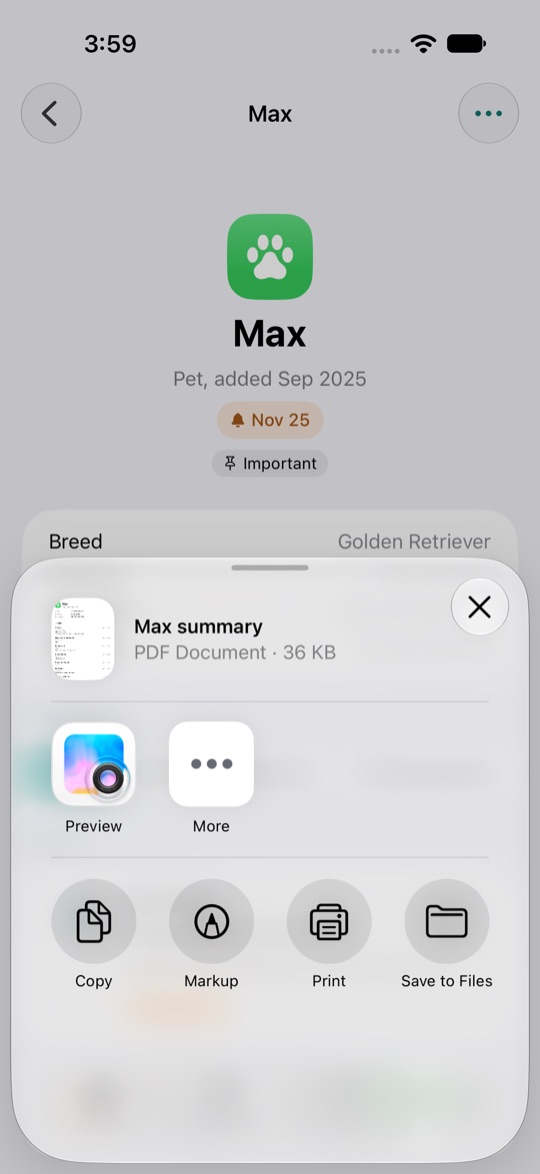 3:59
Max
Max
Pet, added Sep 2025
Nov 25
Important
Breed Golden Retriever
Max summary
PDF Document · 36 KB
Preview More
Copy Markup Print Save to Files